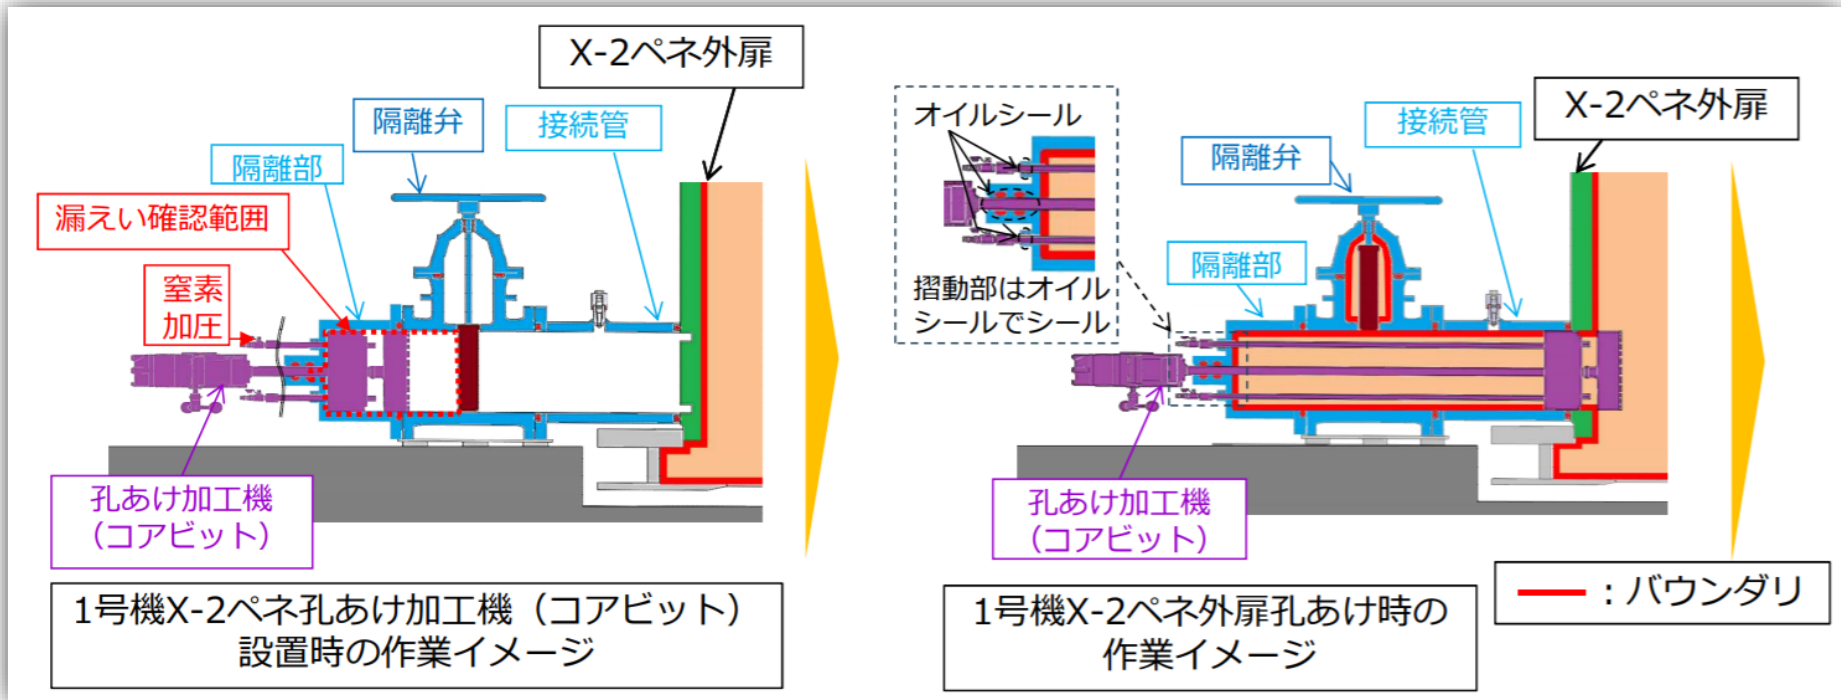 X-2ペネ外扉
隔離弁
接続管
隔離部
漏えい確認範囲
窒素
加圧
孔あけ加工機
（コアビット）
1号機X-2ペネ孔あけ加工機（コアビット）
設置時の作業イメージ
オイルシール
摺動部はオイル
シールでシール
X-2ペネ外扉
接続管
隔離弁
隔離部
孔あけ加工機
（コアビット）
1号機X-2ペネ外扉孔あけ時の
作業イメージ
：バウンダリ